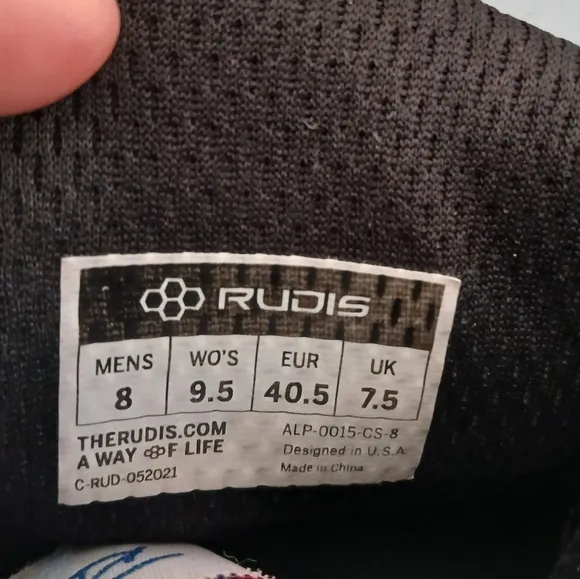 RUDIS
MENS WO'S EUR UK
8 9.5 40.5 7.5
THERUDIS.COM
A WAY OF LIFE
C-RUD-052021
ALP-0015-CS-8
Designed in U.S.A
Made in China